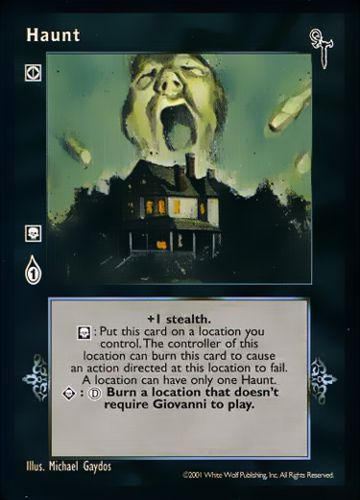 Haunt
1
+1 stealth.
: Put this card on a location you
control. The controller of this
location can burn this card to cause
an action directed at this location to fail.
A location can have only one Haunt.
: D Burn a location that doesn't
require Giovanni to play.
Illus. Michael Gaydos
©2001 White Wolf Publishing, Inc. All Rights Reserved.